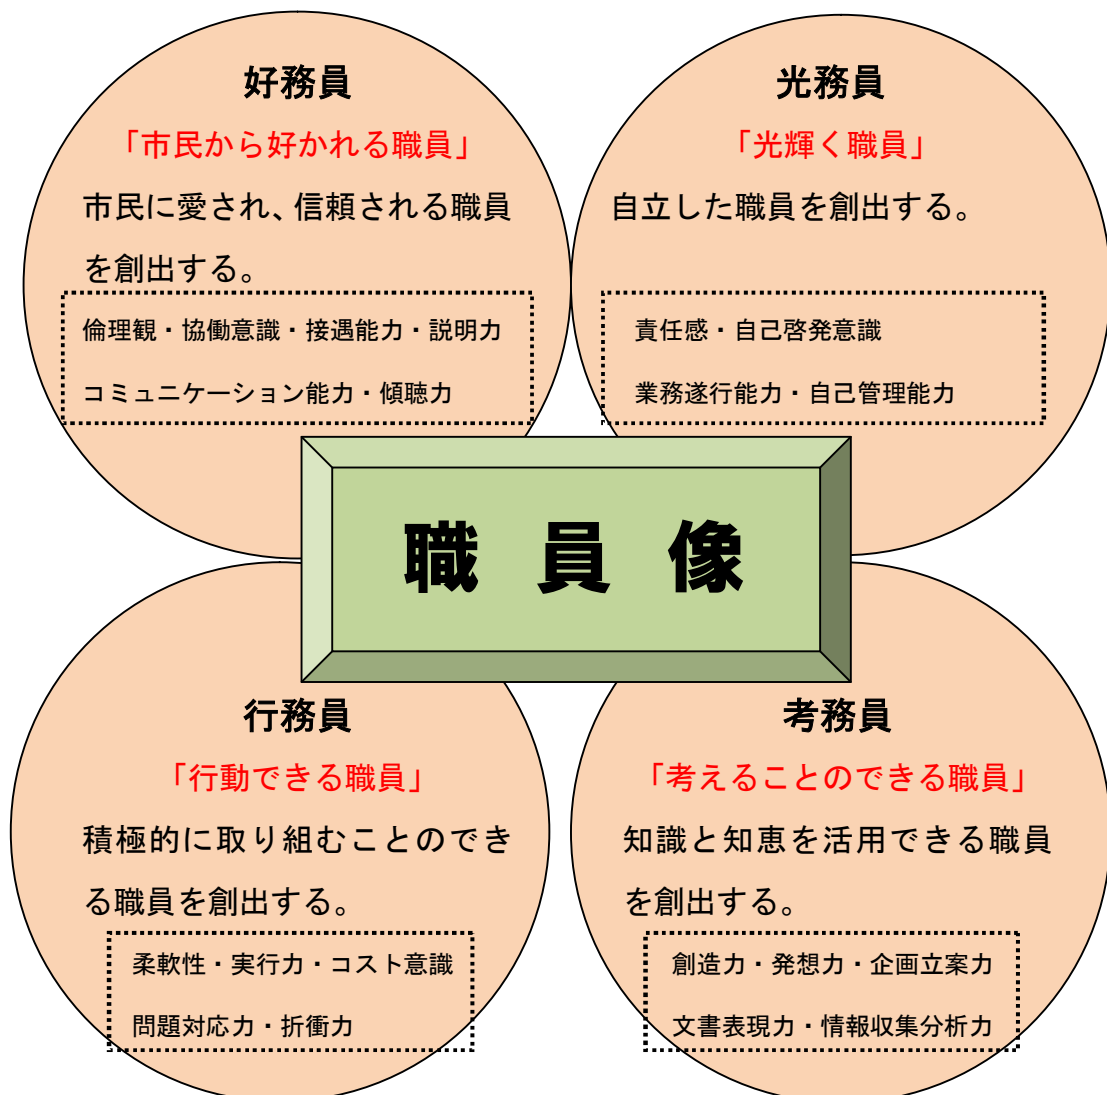 好務員
「市民から好かれる職員」
市民に愛され、信頼される職員
を創出する。
倫理観・協働意識・接遇能力・説明力
コミュニケーション能力・傾聴力
光務員
「光輝く職員」
自立した職員を創出する。
責任感・自己啓発意識
業務遂行能力・自己管理能力
職員像
行務員
「行動できる職員」
積極的に取り組むことのでき
る職員を創出する。
柔軟性・実行力・コスト意識
問題対応力・折衝力
考務員
「考えることのできる職員」
知識と知恵を活用できる職員
を創出する。
創造力・発想力・企画立案力
文書表現力・情報収集分析力